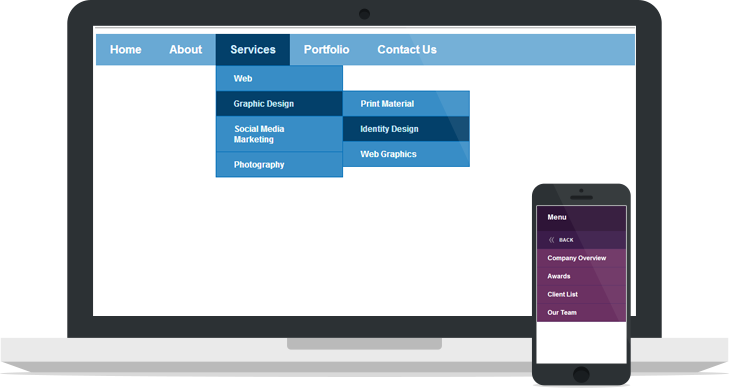 Home About Services Portfolio Contact Us
Web
Graphic Design
Social Media
Marketing
Photography
Print Material
Identity Design
Web Graphics
Menu
BACK
Company Overview
Awards
Client List
Our Team